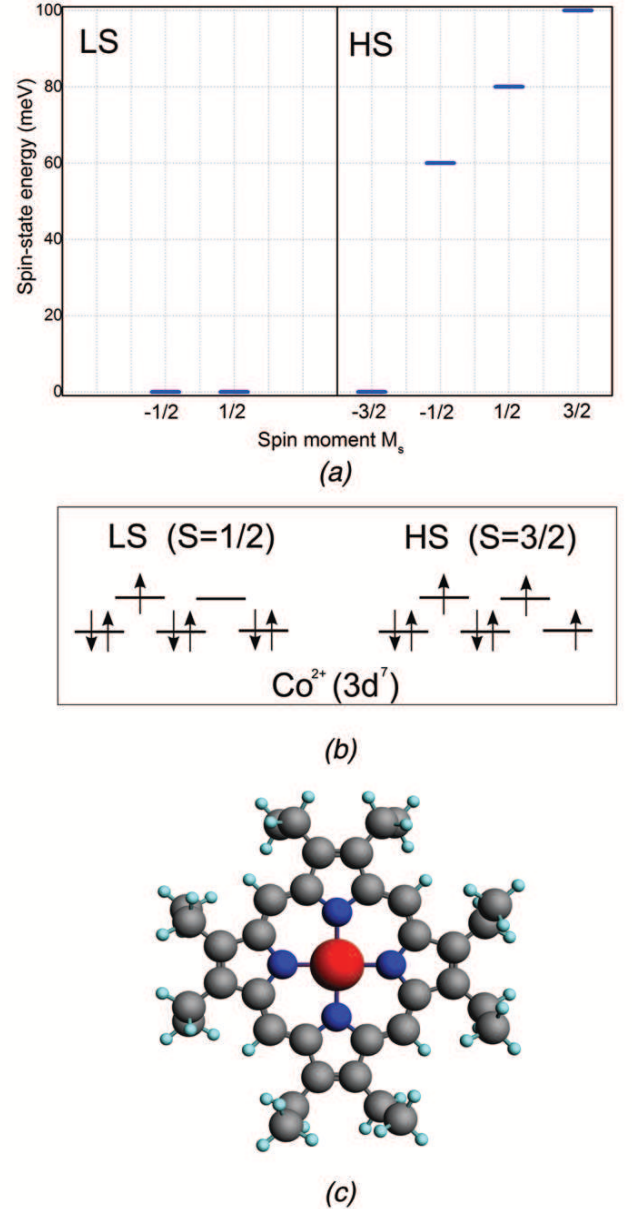 100
LS HS
80
60
40
20
0
Spin-state energy (meV)
-1/2 1/2 -3/2 -1/2 1/2 3/2
Spin moment Mₛ
(a)
LS (S=1/2) HS (S=3/2)
Co²⁺ (3d⁷)
(b)
(c)